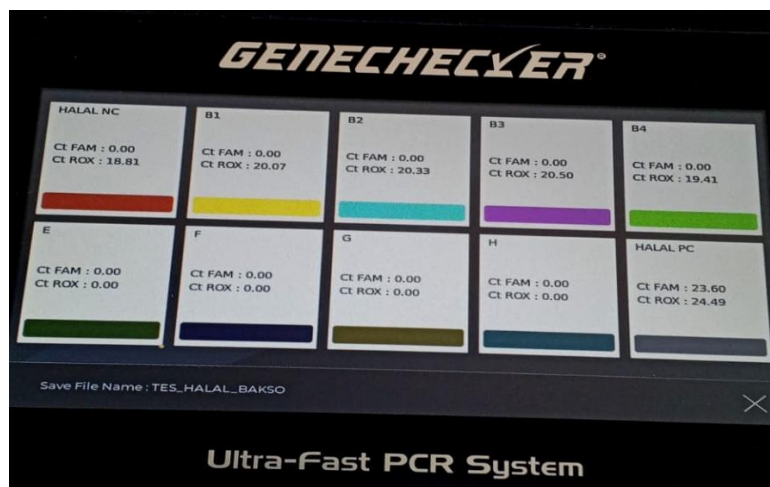 GENECHECKER®
HALAL NC
Ct FAM : 0.00
Ct ROX : 18.81
B1
Ct FAM : 0.00
Ct ROX : 20.07
B2
Ct FAM : 0.00
Ct ROX : 20.33
B3
Ct FAM : 0.00
Ct ROX : 20.50
B4
Ct FAM : 0.00
Ct ROX : 19.41
E
Ct FAM : 0.00
Ct ROX : 0.00
F
Ct FAM : 0.00
Ct ROX : 0.00
G
Ct FAM : 0.00
Ct ROX : 0.00
H
Ct FAM : 0.00
Ct ROX : 0.00
HALAL PC
Ct FAM : 23.60
Ct ROX : 24.49
Save File Name : TES_HALAL_BAKSO
Ultra-Fast PCR System